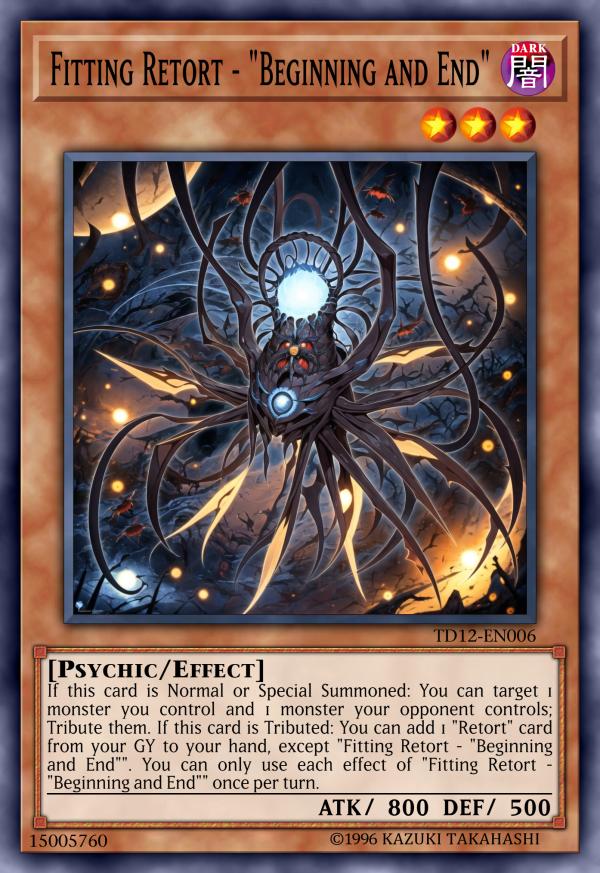 Fitting Retort - "Beginning and End"
DARK
闇
TD12-EN006
[Psychic/Effect]
If this card is Normal or Special Summoned: You can target 1
monster you control and 1 monster your opponent controls;
Tribute them. If this card is Tributed: You can add 1 "Retort" card
from your GY to your hand, except "Fitting Retort - "Beginning
and End"". You can only use each effect of "Fitting Retort -
"Beginning and End"" once per turn.
ATK/ 800 DEF/ 500
15005760
©1996 KAZUKI TAKAHASHI